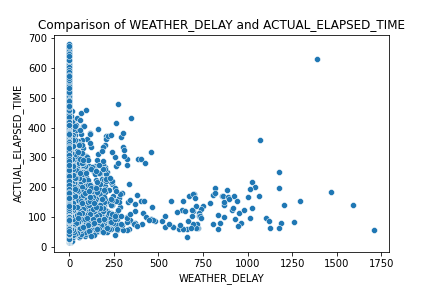 Comparison of WEATHER_DELAY and ACTUAL_ELAPSED_TIME
700
600
500
400
300
200
100
0
ACTUAL_ELAPSED_TIME
0 250 500 750 1000 1250 1500 1750
WEATHER_DELAY